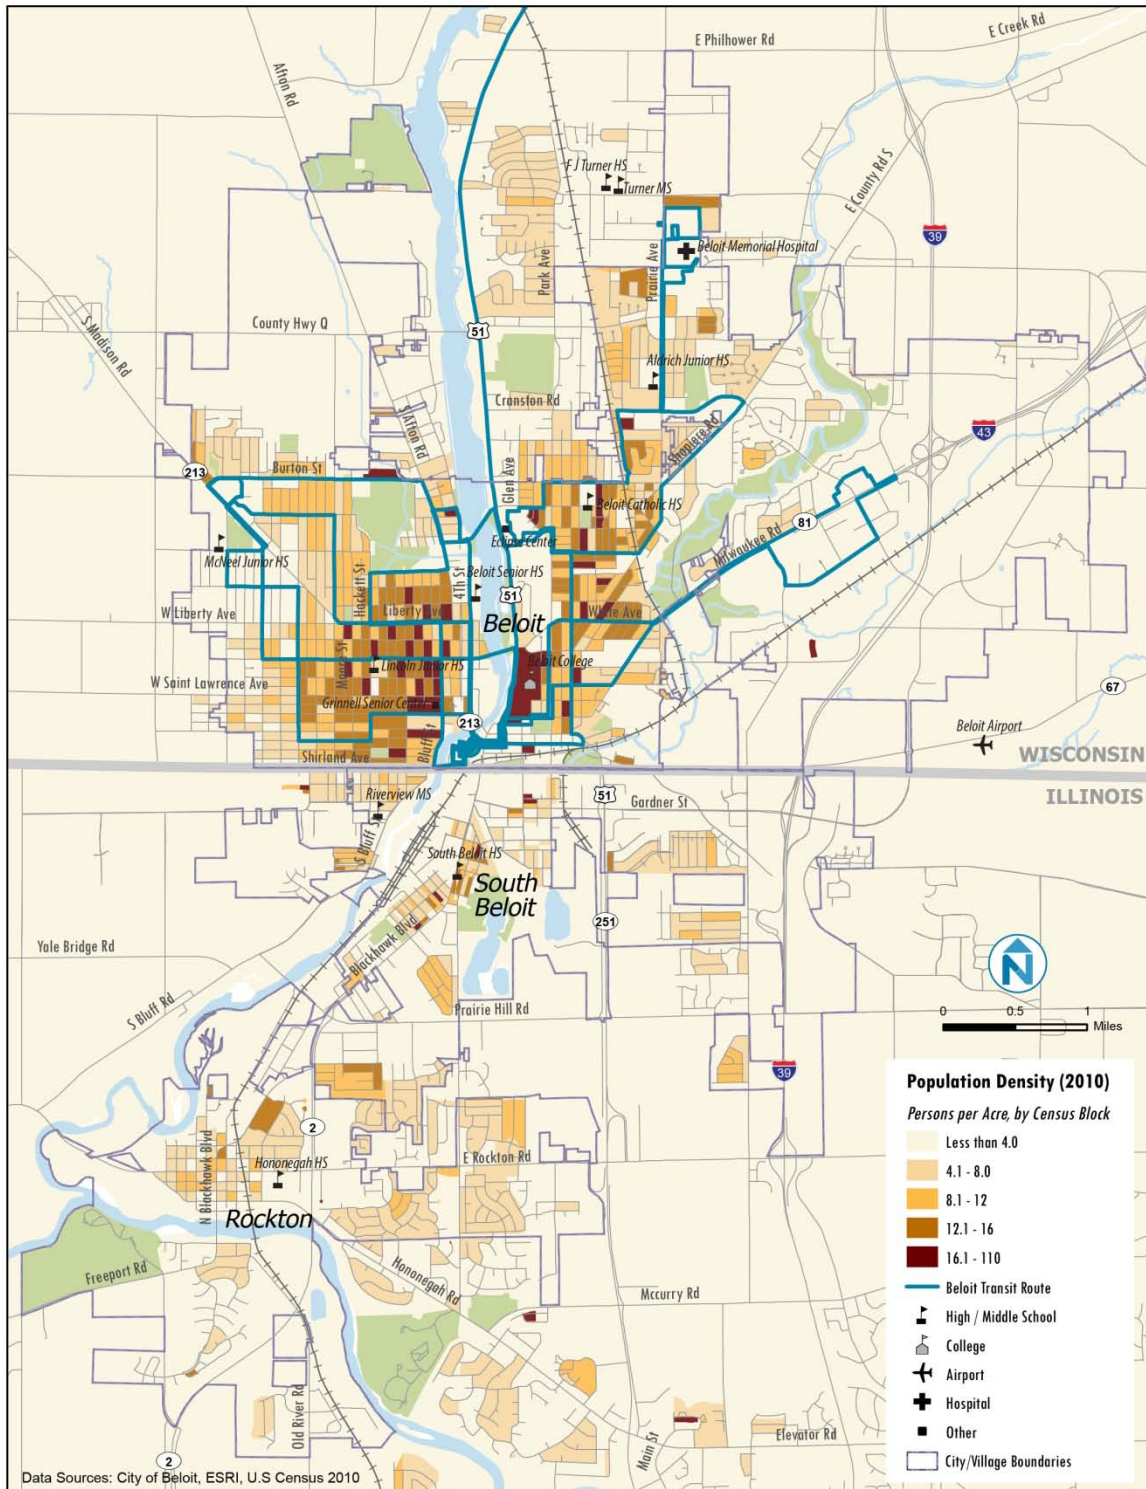 E Creek Rd
E Philhower Rd
Afton Rd
E County Rd S
F J Turner HS
Turner MS
39
Beloit Memorial Hospital
Park Ave
Prairie Ave
County Hwy Q
51
S Madison Rd
Aldrich Junior HS
Cranston Rd
S Afton Rd
Shopiere Rd
43
213
Burton St
Glen Ave
Beloit Catholic HS
81
Eclipse Center
Milwaukee Rd
McNeel Junior HS
Hackett St
4Th St
Beloit Senior HS
51
W Liberty Ave
Liberty Ave
White Ave
Beloit
Moore St
Lincoln Junior HS
Beloit College
W Saint Lawrence Ave
Grinnell Senior Center
67
213
Bluff St
Beloit Airport
Shirland Ave
WISCONSIN
ILLINOIS
Riverview MS
51
Gardner St
S Bluff St
South Beloit HS
South
Beloit
251
Blackhawk Blvd
Yale Bridge Rd
N
S Bluff Rd
Prairie Hill Rd
0 0.5 1
Miles
39
2
N Blackhawk Blvd
E Rockton Rd
Hononegah HS
Rockton
Freeport Rd
Hononegah Rd
Mccurry Rd
Old River Rd
Main St
Elevator Rd
2
Population Density (2010)
Persons per Acre, by Census Block
Less than 4.0
4.1 - 8.0
8.1 - 12
12.1 - 16
16.1 - 110
Beloit Transit Route
High / Middle School
College
Airport
Hospital
Other
City/Village Boundaries
Data Sources: City of Beloit, ESRI, U.S Census 2010